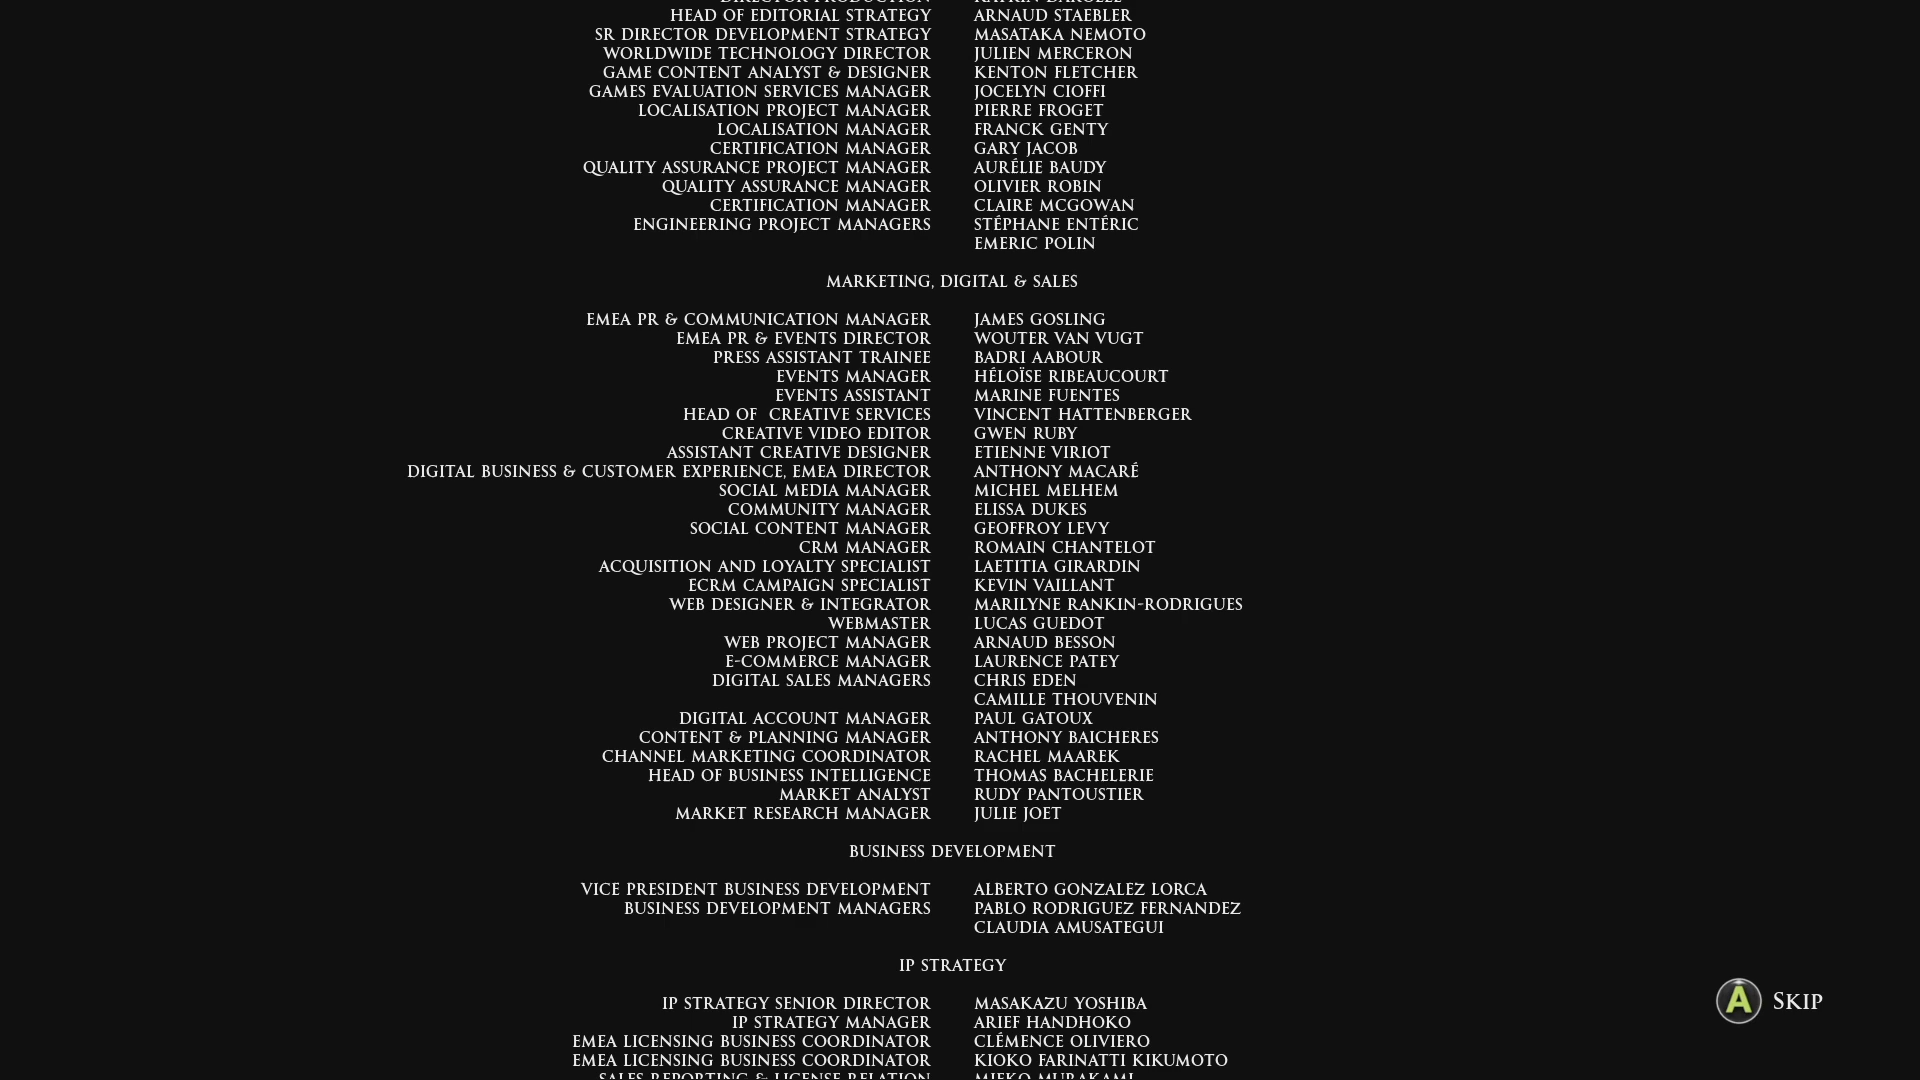 HEAD OF EDITORIAL STRATEGY ARNAUD STAEBLER
SR DIRECTOR DEVELOPMENT STRATEGY MASATAKA NEMOTO
WORLDWIDE TECHNOLOGY DIRECTOR JULIEN MERCERON
GAME CONTENT ANALYST & DESIGNER KENTON FLETCHER
GAMES EVALUATION SERVICES MANAGER JOCELYN CIOFFI
LOCALISATION PROJECT MANAGER PIERRE FROGET
LOCALISATION MANAGER FRANCK GENTY
CERTIFICATION MANAGER GARY JACOB
QUALITY ASSURANCE PROJECT MANAGER AURÉLIE BAUDY
QUALITY ASSURANCE MANAGER OLIVIER ROBIN
CERTIFICATION MANAGER CLAIRE MCGOWAN
ENGINEERING PROJECT MANAGERS STÉPHANE ENTÉRIC
EMERIC POLIN
MARKETING, DIGITAL & SALES
EMEA PR & COMMUNICATION MANAGER JAMES GOSLING
EMEA PR & EVENTS DIRECTOR WOUTER VAN VUGT
PRESS ASSISTANT TRAINEE BADRI AABOUR
EVENTS MANAGER HÉLOÏSE RIBEAUCOURT
EVENTS ASSISTANT MARINE FUENTES
HEAD OF CREATIVE SERVICES VINCENT HATTENBERGER
CREATIVE VIDEO EDITOR GWEN RUBY
ASSISTANT CREATIVE DESIGNER ETIENNE VIRIOT
DIGITAL BUSINESS & CUSTOMER EXPERIENCE, EMEA DIRECTOR ANTHONY MACARÉ
SOCIAL MEDIA MANAGER MICHEL MELHEM
COMMUNITY MANAGER ELISSA DUKES
SOCIAL CONTENT MANAGER GEOFFROY LEVY
CRM MANAGER ROMAIN CHANTELOT
ACQUISITION AND LOYALTY SPECIALIST LAETITIA GIRARDIN
ECRM CAMPAIGN SPECIALIST KEVIN VAILLANT
WEB DESIGNER & INTEGRATOR MARILYNE RANKIN-RODRIGUES
WEBMASTER LUCAS GUEDOT
WEB PROJECT MANAGER ARNAUD BESSON
E-COMMERCE MANAGER LAURENCE PATEY
DIGITAL SALES MANAGERS CHRIS EDEN
CAMILLE THOUVENIN
DIGITAL ACCOUNT MANAGER PAUL GATOUX
CONTENT & PLANNING MANAGER ANTHONY BAICHERES
CHANNEL MARKETING COORDINATOR RACHEL MAAREK
HEAD OF BUSINESS INTELLIGENCE THOMAS BACHELERIE
MARKET ANALYST RUDY PANTOUSTIER
MARKET RESEARCH MANAGER JULIE JOET
BUSINESS DEVELOPMENT
VICE PRESIDENT BUSINESS DEVELOPMENT ALBERTO GONZALEZ LORCA
BUSINESS DEVELOPMENT MANAGERS PABLO RODRIGUEZ FERNANDEZ
CLAUDIA AMUSATEGUI
IP STRATEGY
IP STRATEGY SENIOR DIRECTOR MASAKAZU YOSHIBA
IP STRATEGY MANAGER ARIEF HANDHOKO
EMEA LICENSING BUSINESS COORDINATOR CLÉMENCE OLIVIERO
EMEA LICENSING BUSINESS COORDINATOR KIOKO FARINATTI KIKUMOTO
SALES REPORTING & LICENSE RELATION MIEKO MURAKAMI
A SKIP